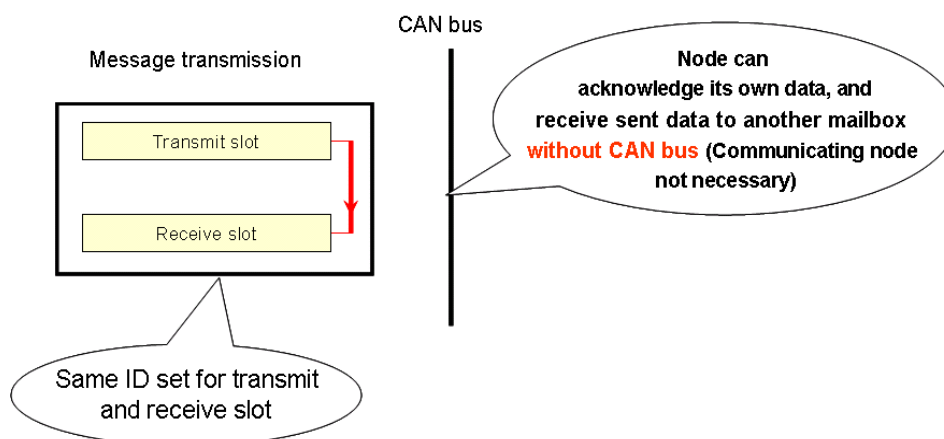 CAN bus
Message transmission
Node can
acknowledge its own data, and
receive sent data to another mailbox
without CAN bus (Communicating node
not necessary)
Transmit slot
Receive slot
Same ID set for transmit
and receive slot